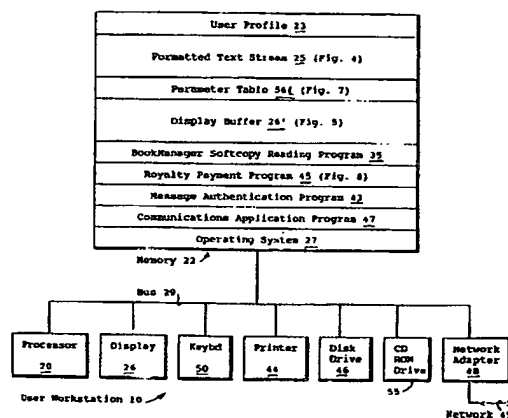 User Profile 23
Formatted Text Stream 25 (Fig. 4)
Parameter Table 56f (Fig. 7)
Display Buffer 26' (Fig. 5)
BookManager Softcopy Reading Program 35
Royalty Payment Program 45 (Fig. 8)
Message Authentication Program 43
Communications Application Program 47
Operating System 27
Memory 22
Bus 29
Processor 20
Display 26
Keybd 50
Printer 44
Disk Drive 46
CD ROM Drive 55
Network Adapter 48
User Workstation 10
Network